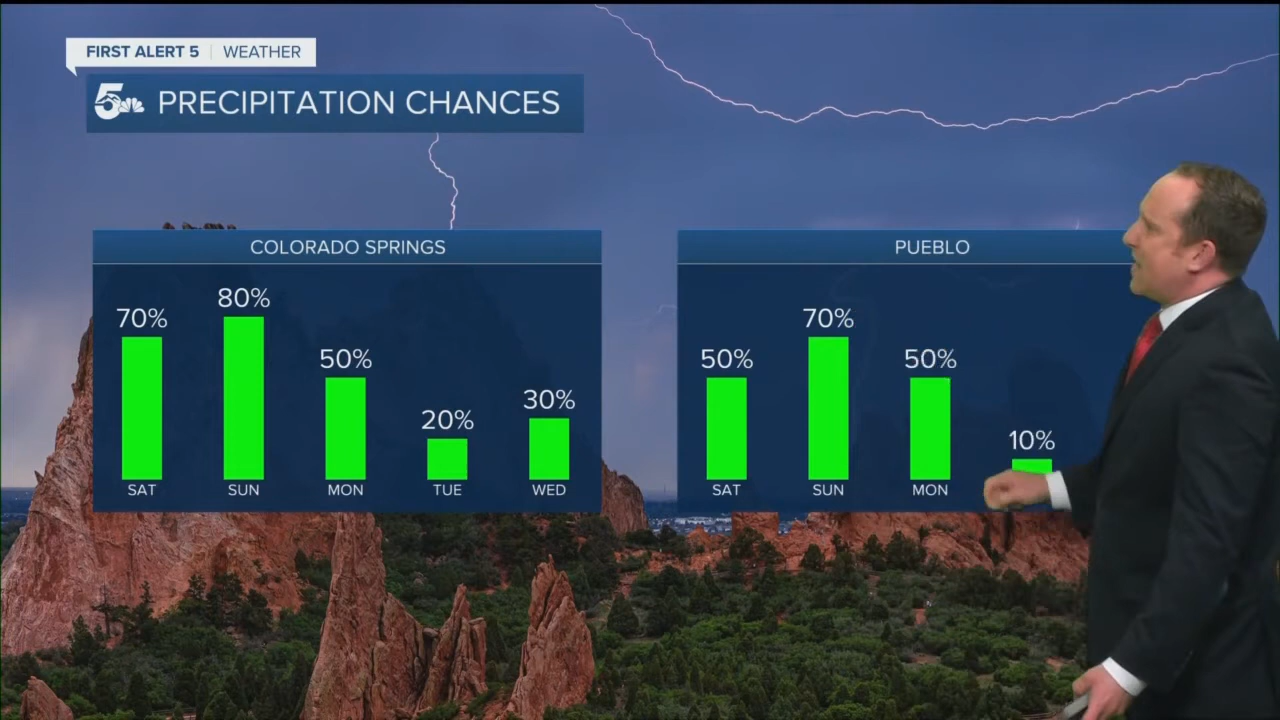 FIRST ALERT 5 | WEATHER
5 PRECIPITATION CHANCES
COLORADO SPRINGS
70% 80% 50% 20% 30%
SAT SUN MON TUE WED
PUEBLO
50% 70% 50% 10%
SAT SUN MON